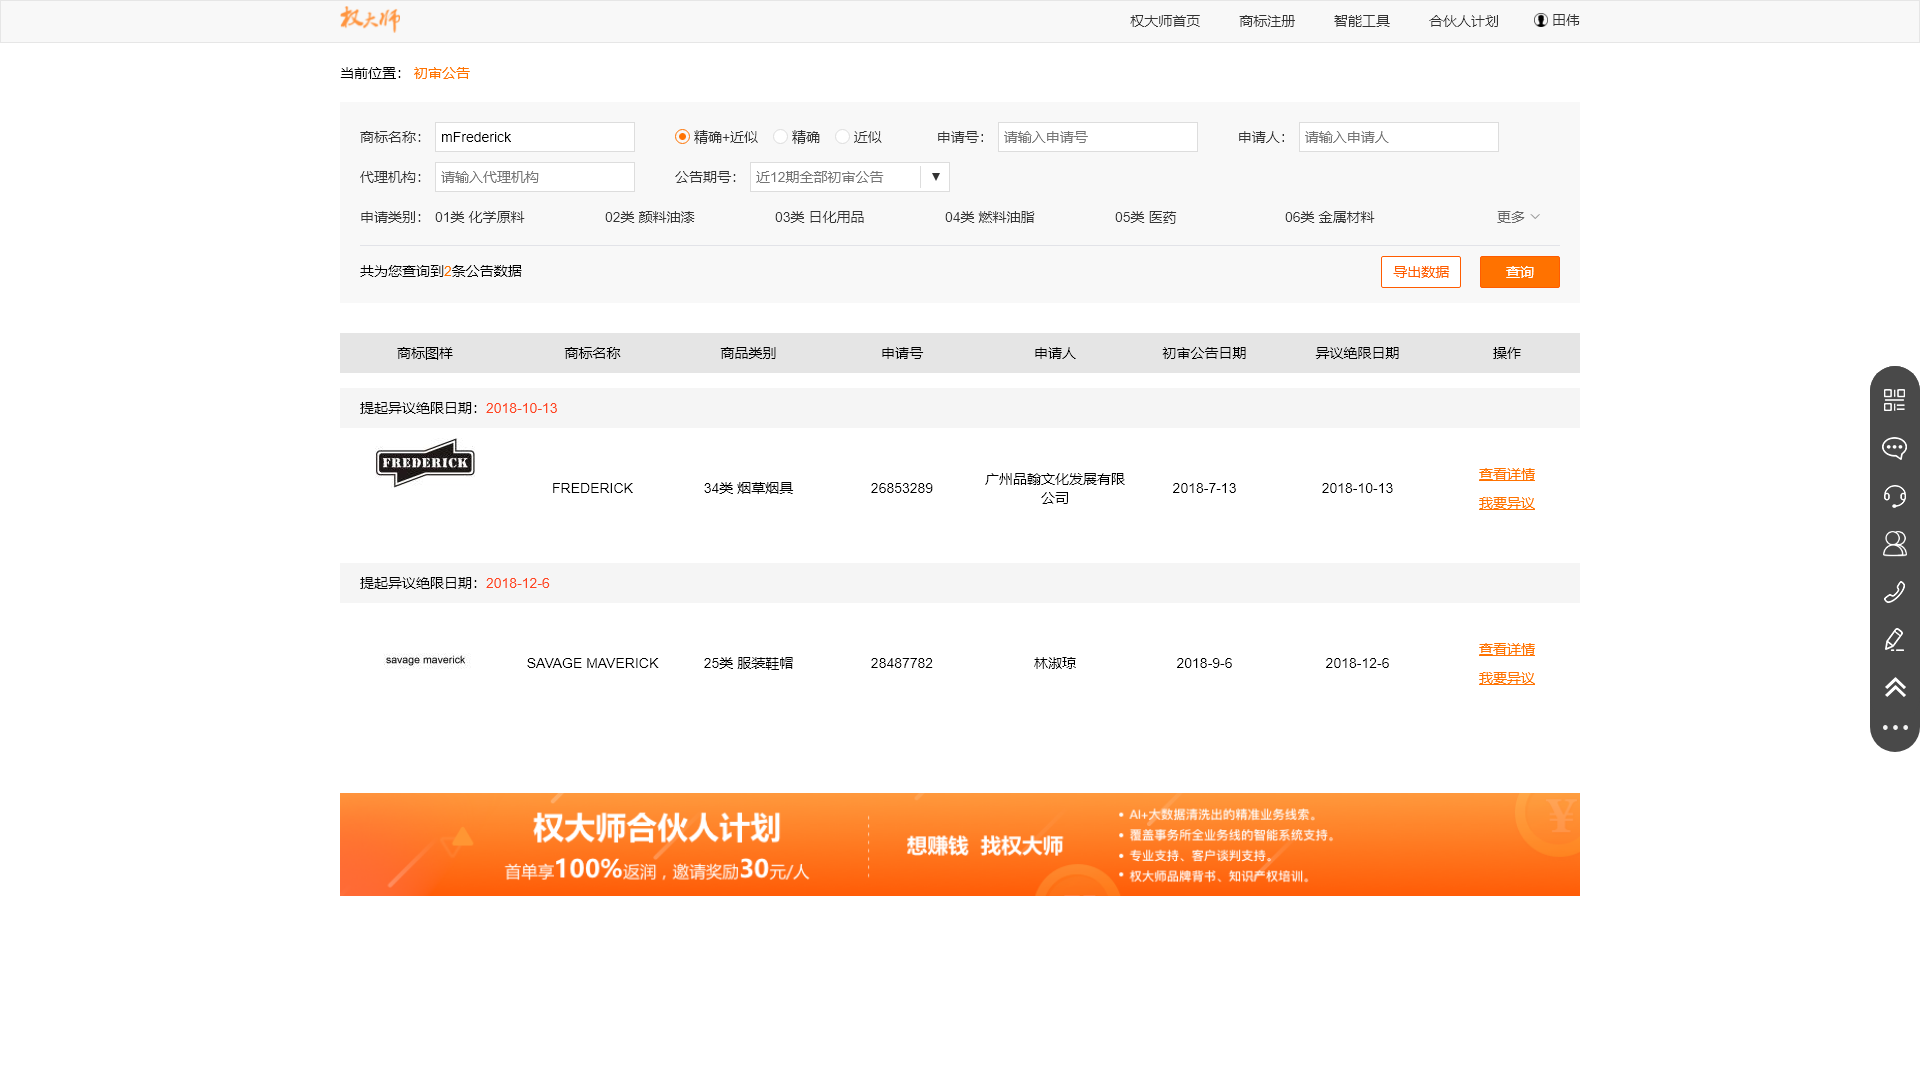 权大师 权大师首页 商标注册 智能工具 合伙人计划 田伟
当前位置： 初审公告
商标名称： mFrederick 精确+近似 精确 近似 申请号： 请输入申请号 申请人： 请输入申请人
代理机构： 请输入代理机构 公告期号： 近12期全部初审公告 ▼
申请类别： 01类 化学原料 02类 颜料油漆 03类 日化用品 04类 燃料油脂 05类 医药 06类 金属材料 更多
共为您查询到2条公告数据 导出数据 查询
商标图样 商标名称 商品类别 申请号 申请人 初审公告日期 异议绝限日期 操作
提起异议绝限日期：2018-10-13
FREDERICK FREDERICK 34类 烟草烟具 26853289 广州品翰文化发展有限公司 2018-7-13 2018-10-13 查看详情
我要异议
提起异议绝限日期：2018-12-6
savage maverick SAVAGE MAVERICK 25类 服装鞋帽 28487782 林淑琼 2018-9-6 2018-12-6 查看详情
我要异议
权大师合伙人计划
首单享100%返润，邀请奖励30元/人
想赚钱 找权大师
• AI+大数据清洗出的精准业务线索。
• 覆盖事务所全业务线的智能系统支持。
• 专业支持、客户谈判支持。
• 权大师品牌背书、知识产权培训。
¥